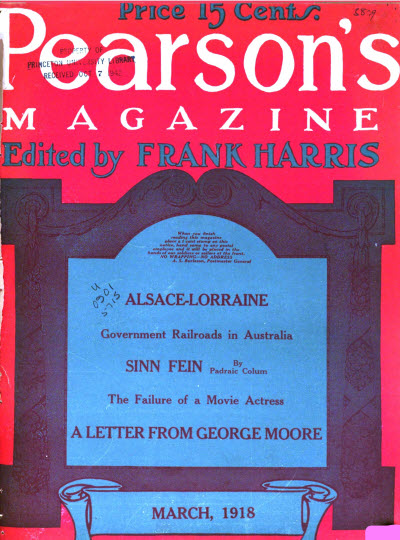 Price 15 Cents.
Pearson's
PROPERTY OF
PRINCETON UNIVERSITY LIBRARY
RECEIVED OCT 7 1942
MAGAZINE
Edited by FRANK HARRIS
When you finish
reading this magazine
place a 1-cent stamp on this
notice, hand same to any postal
employee and it will be placed in the
hands of our soldiers or sailors at the front.
NO WRAPPING—NO ADDRESS
A. S. Burleson, Postmaster General
ALSACE-LORRAINE
Government Railroads in Australia
SINN FEIN By
Padraic Colum
The Failure of a Movie Actress
A LETTER FROM GEORGE MOORE
MARCH, 1918